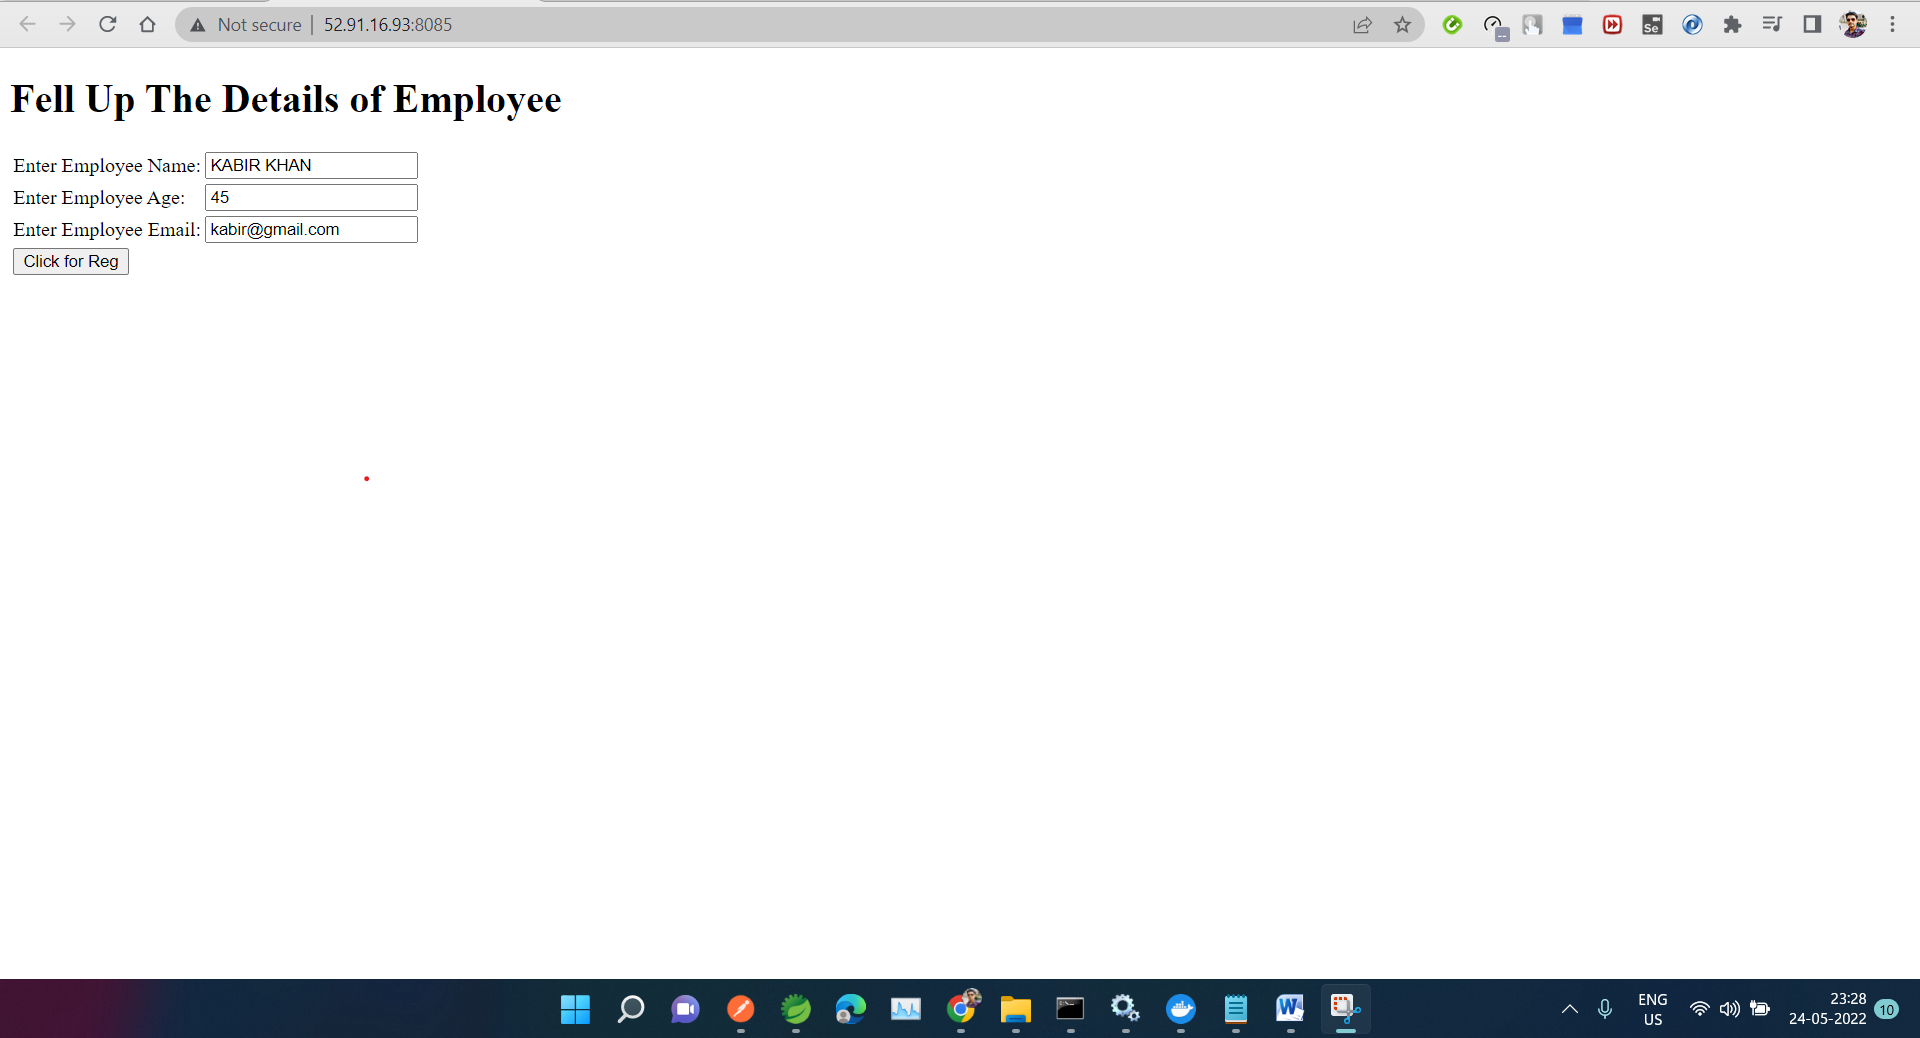 Not secure | 52.91.16.93:8085
Se
Fell Up The Details of Employee
Enter Employee Name: KABIR KHAN
Enter Employee Age: 45
Enter Employee Email: kabir@gmail.com
Click for Reg
ENG
US
23:28
24-05-2022
10